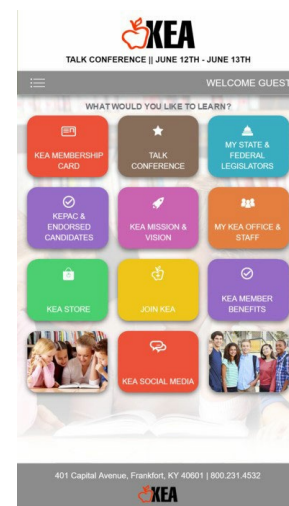 KEA
TALK CONFERENCE || JUNE 12TH - JUNE 13TH
WELCOME GUEST
WHAT WOULD YOU LIKE TO LEARN?
KEA MEMBERSHIP
CARD
TALK
CONFERENCE
MY STATE &
FEDERAL
LEGISLATORS
KEPAC &
ENDORSED
CANDIDATES
KEA MISSION &
VISION
MY KEA OFFICE &
STAFF
KEA STORE
JOIN KEA
KEA MEMBER
BENEFITS
KEA SOCIAL MEDIA
401 Capital Avenue, Frankfort, KY 40601 | 800.231.4532
KEA